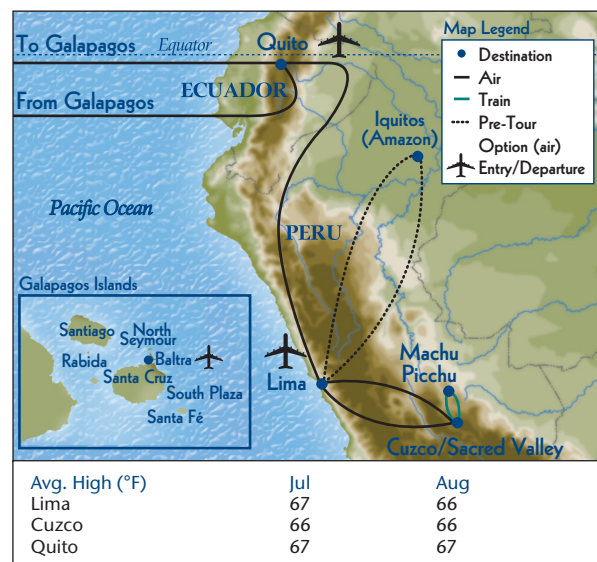 To Galapagos
Equator
Quito
Map Legend
Destination
Air
Train
Pre-Tour
Option (air)
Entry/Departure
ECUADOR
From Galapagos
Iquitos
(Amazon)
Pacific Ocean
PERU
Galapagos Islands
Santiago
North
Seymour
Baltra
Rabida
Santa Cruz
South Plaza
Santa Fé
Lima
Machu
Picchu
Cuzco/Sacred Valley
Avg. High (°F) Jul Aug
Lima 67 66
Cuzco 66 66
Quito 67 67